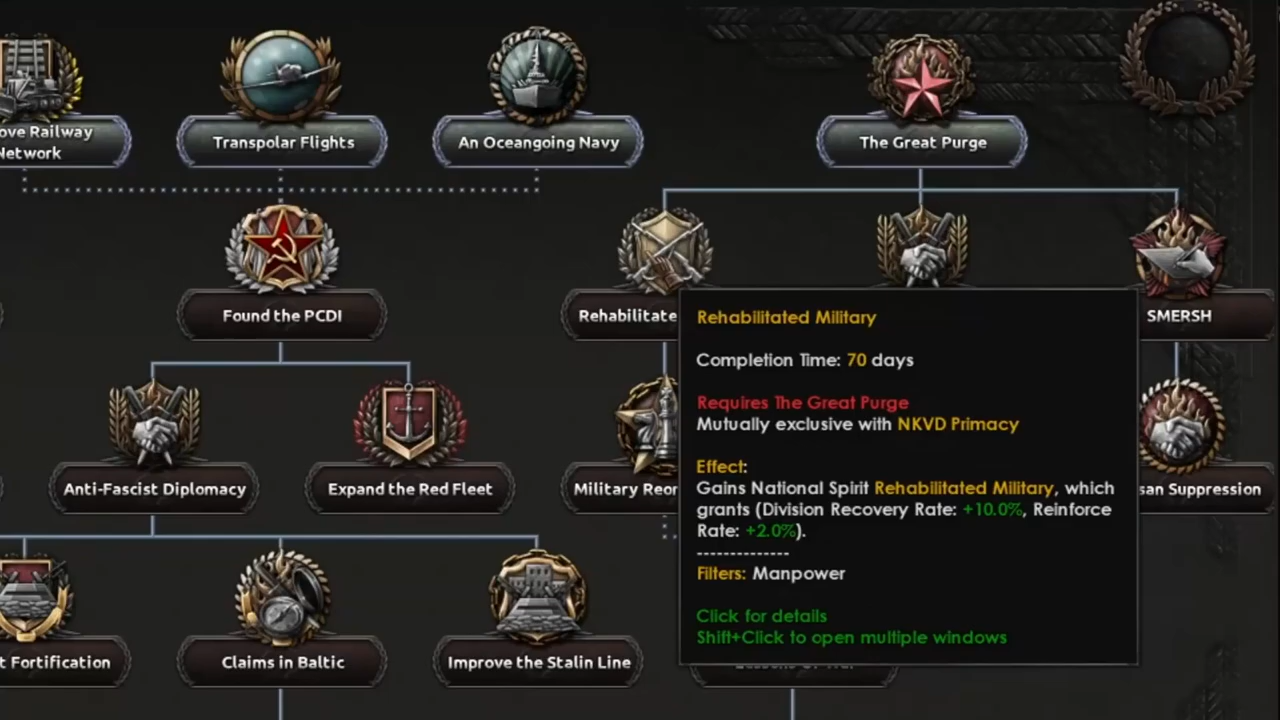 ove Railway
Network
Transpolar Flights
An Oceangoing Navy
The Great Purge
Found the PCDI
Rehabilitate
SMERSH
Rehabilitated Military
Completion Time: 70 days
Requires The Great Purge
Mutually exclusive with NKVD Primacy
Effect:
Gains National Spirit Rehabilitated Military, which
grants (Division Recovery Rate: +10.0%, Reinforce
Rate: +2.0%).
--------------
Filters: Manpower
Click for details
Shift+Click to open multiple windows
Anti-Fascist Diplomacy
Expand the Red Fleet
Military Reor
san Suppression
t Fortification
Claims in Baltic
Improve the Stalin Line